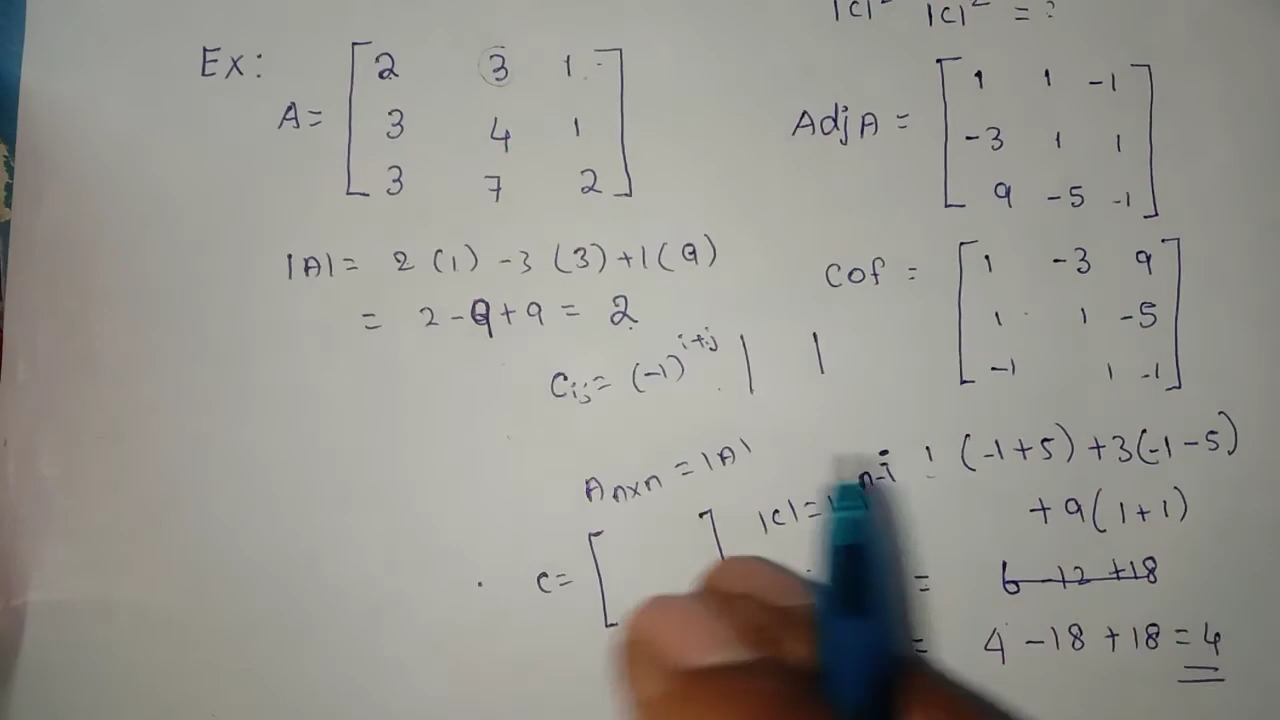 |C|² |C|² = ?
Ex:
A= [ 2 3 1
3 4 1
3 7 2 ]
|A|= 2 (1) -3 (3) +1 (9)
= 2 - 9 + 9 = 2
Cij = (-1)^i+j | |
An×n = |A|
C= [ ]
|C| =
n-1
Adj A = [ 1 1 -1
-3 1 1
9 -5 -1 ]
Cof = [ 1 -3 9
1 1 -5
-1 1 -1 ]
(-1+5) +3(-1-5)
+9(1+1)
= 6 -12 +18
= 4 -18 +18 = 4